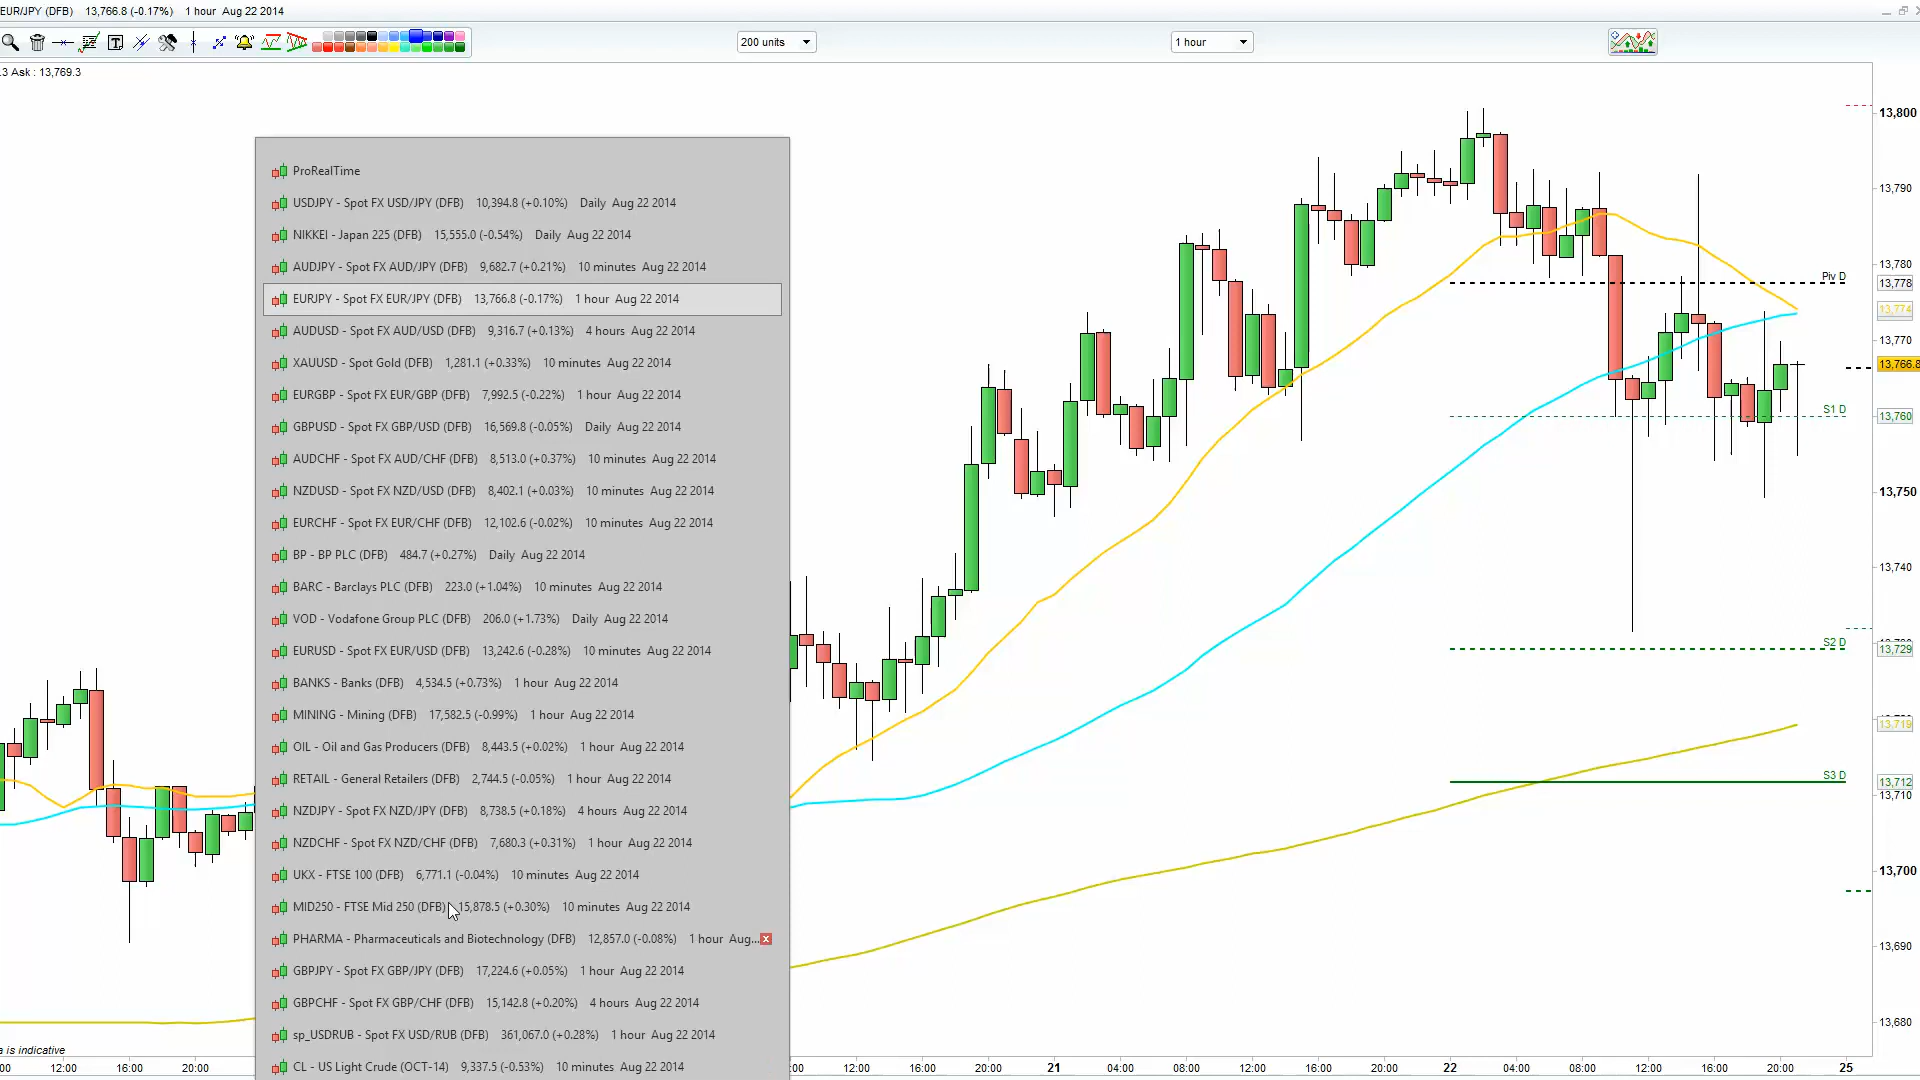 EUR/JPY (DFB) 13,766.8 (-0.17%) 1 hour Aug 22 2014
200 units
1 hour
.3 Ask : 13,769.3
ProRealTime
USDJPY - Spot FX USD/JPY (DFB) 10,394.8 (+0.10%) Daily Aug 22 2014
NIKKEI - Japan 225 (DFB) 15,555.0 (-0.54%) Daily Aug 22 2014
AUDJPY - Spot FX AUD/JPY (DFB) 9,682.7 (+0.21%) 10 minutes Aug 22 2014
EURJPY - Spot FX EUR/JPY (DFB) 13,766.8 (-0.17%) 1 hour Aug 22 2014
AUDUSD - Spot FX AUD/USD (DFB) 9,316.7 (+0.13%) 4 hours Aug 22 2014
XAUUSD - Spot Gold (DFB) 1,281.1 (+0.33%) 10 minutes Aug 22 2014
EURGBP - Spot FX EUR/GBP (DFB) 7,992.5 (-0.22%) 1 hour Aug 22 2014
GBPUSD - Spot FX GBP/USD (DFB) 16,569.8 (-0.05%) Daily Aug 22 2014
AUDCHF - Spot FX AUD/CHF (DFB) 8,513.0 (+0.37%) 10 minutes Aug 22 2014
NZDUSD - Spot FX NZD/USD (DFB) 8,402.1 (+0.03%) 10 minutes Aug 22 2014
EURCHF - Spot FX EUR/CHF (DFB) 12,102.6 (-0.02%) 10 minutes Aug 22 2014
BP - BP PLC (DFB) 484.7 (+0.27%) Daily Aug 22 2014
BARC - Barclays PLC (DFB) 223.0 (+1.04%) 10 minutes Aug 22 2014
VOD - Vodafone Group PLC (DFB) 206.0 (+1.73%) Daily Aug 22 2014
EURUSD - Spot FX EUR/USD (DFB) 13,242.6 (-0.28%) 10 minutes Aug 22 2014
BANKS - Banks (DFB) 4,534.5 (+0.73%) 1 hour Aug 22 2014
MINING - Mining (DFB) 17,582.5 (-0.99%) 1 hour Aug 22 2014
OIL - Oil and Gas Producers (DFB) 8,443.5 (+0.02%) 1 hour Aug 22 2014
RETAIL - General Retailers (DFB) 2,744.5 (-0.05%) 1 hour Aug 22 2014
NZDJPY - Spot FX NZD/JPY (DFB) 8,738.5 (+0.18%) 4 hours Aug 22 2014
NZDCHF - Spot FX NZD/CHF (DFB) 7,680.3 (+0.31%) 1 hour Aug 22 2014
UKX - FTSE 100 (DFB) 6,771.1 (-0.04%) 10 minutes Aug 22 2014
MID250 - FTSE Mid 250 (DFB) 15,878.5 (+0.30%) 10 minutes Aug 22 2014
PHARMA - Pharmaceuticals and Biotechnology (DFB) 12,857.0 (-0.08%) 1 hour Aug...
GBPJPY - Spot FX GBP/JPY (DFB) 17,224.6 (+0.05%) 1 hour Aug 22 2014
GBPCHF - Spot FX GBP/CHF (DFB) 15,142.8 (+0.20%) 4 hours Aug 22 2014
sp_USDRUB - Spot FX USD/RUB (DFB) 361,067.0 (+0.28%) 1 hour Aug 22 2014
CL - US Light Crude (OCT-14) 9,337.5 (-0.53%) 10 minutes Aug 22 2014
13,800
13,790
13,780
Piv D
13,778
13,774
13,770
13,766.8
S1 D
13,760
13,750
13,740
S2 D
13,729
13,719
S3 D
13,712
13,710
13,700
13,690
13,680
a is indicative
:00 12:00 16:00 20:00 :00 12:00 16:00 20:00 21 04:00 08:00 12:00 16:00 20:00 22 04:00 08:00 12:00 16:00 20:00 25